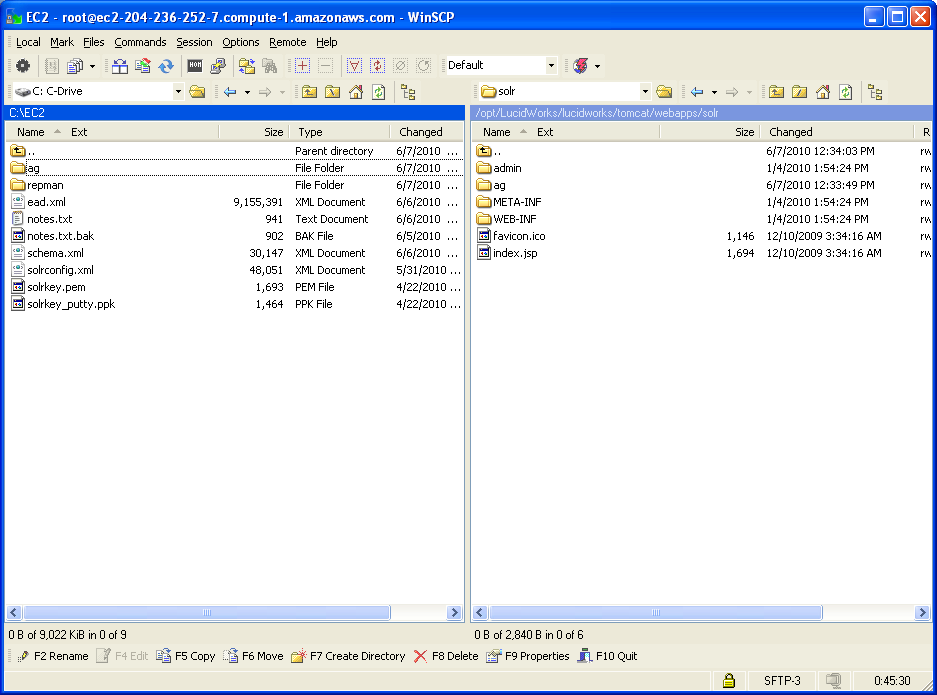 EC2 - root@ec2-204-236-252-7.compute-1.amazonaws.com - WinSCP
Local Mark Files Commands Session Options Remote Help
Default
C: C-Drive
solr
C:\EC2
/opt/LucidWorks/lucidworks/tomcat/webapps/solr
Name Ext Size Type Changed
Name Ext Size Changed R
.. Parent directory 6/7/2010 ...
ag File Folder 6/7/2010 ...
repman File Folder 6/7/2010 ...
ead.xml 9,155,391 XML Document 6/6/2010 ...
notes.txt 941 Text Document 6/6/2010 ...
notes.txt.bak 902 BAK File 6/5/2010 ...
schema.xml 30,147 XML Document 6/6/2010 ...
solrconfig.xml 48,051 XML Document 5/31/2010 ...
solrkey.pem 1,693 PEM File 4/22/2010 ...
solrkey_putty.ppk 1,464 PPK File 4/22/2010 ...
.. 6/7/2010 12:34:03 PM rw
admin 1/4/2010 1:54:24 PM rw
ag 6/7/2010 12:33:49 PM rw
META-INF 1/4/2010 1:54:24 PM rw
WEB-INF 1/4/2010 1:54:24 PM rw
favicon.ico 1,146 12/10/2009 3:34:16 AM rw
index.jsp 1,694 12/10/2009 3:34:16 AM rw
0 B of 9,022 KiB in 0 of 9
0 B of 2,840 B in 0 of 6
F2 Rename F4 Edit F5 Copy F6 Move F7 Create Directory F8 Delete F9 Properties F10 Quit
SFTP-3 0:45:30